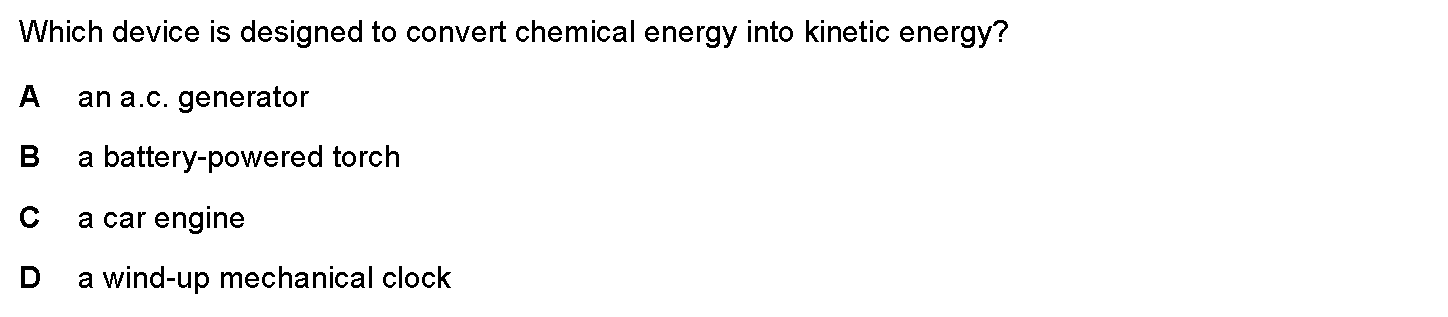 Which device is designed to convert chemical energy into kinetic energy?
A an a.c. generator
B a battery-powered torch
C a car engine
D a wind-up mechanical clock